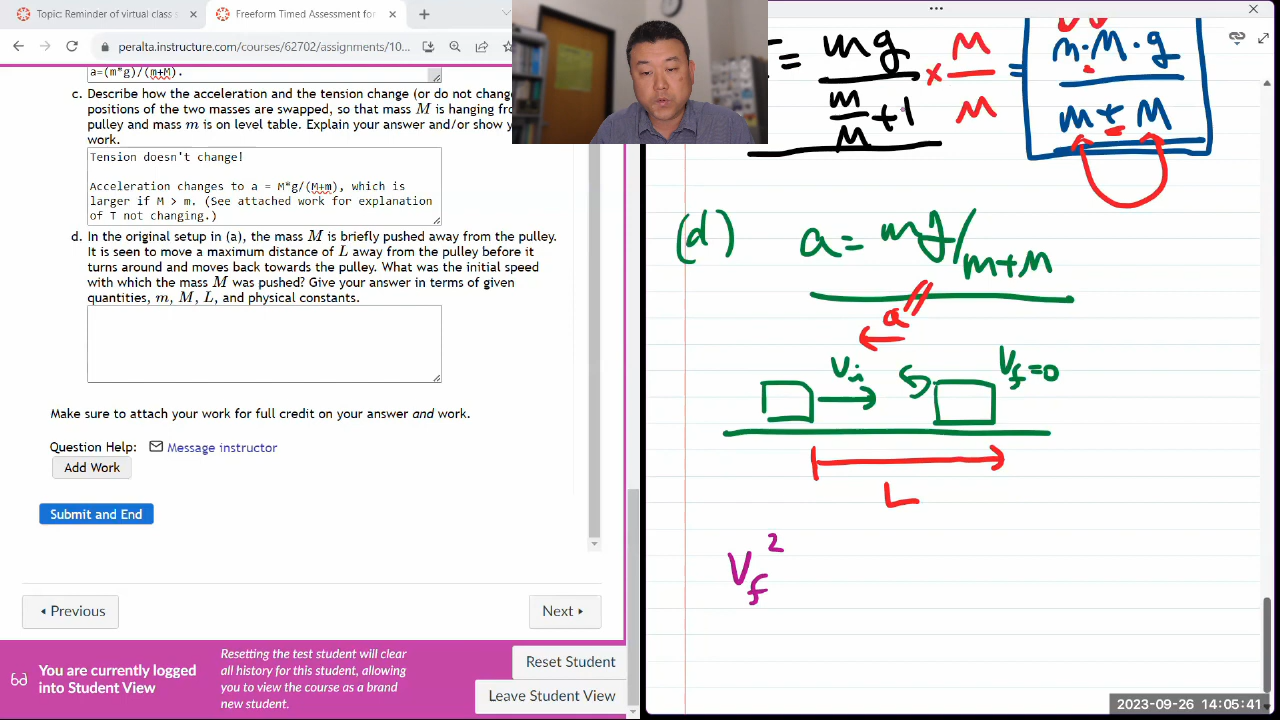 Topic: Reminder of virtual class s
Freeform Timed Assessment for
peralta.instructure.com/courses/62702/assignments/10...
a=(m*g)/(m+M).
c. Describe how the acceleration and the tension change (or do not change
positions of the two masses are swapped, so that mass M is hanging fro
pulley and mass m is on level table. Explain your answer and/or show y
work.
Tension doesn't change!
Acceleration changes to a = M*g/(M+m), which is
larger if M > m. (See attached work for explanation
of T not changing.)
d. In the original setup in (a), the mass M is briefly pushed away from the pulley.
It is seen to move a maximum distance of L away from the pulley before it
turns around and moves back towards the pulley. What was the initial speed
with which the mass M was pushed? Give your answer in terms of given
quantities, m, M, L, and physical constants.
Make sure to attach your work for full credit on your answer and work.
Question Help: Message instructor
Add Work
Submit and End
Previous
Next
You are currently logged
into Student View
Resetting the test student will clear
all history for this student, allowing
you to view the course as a brand
new student.
Reset Student
Leave Student View
= mg / (m/M + 1) × M/M = m·M·g / (m + M)
(d) a = mg/m+M
a
Vi
Vf=0
L
Vf²
2023-09-26 14:05:41